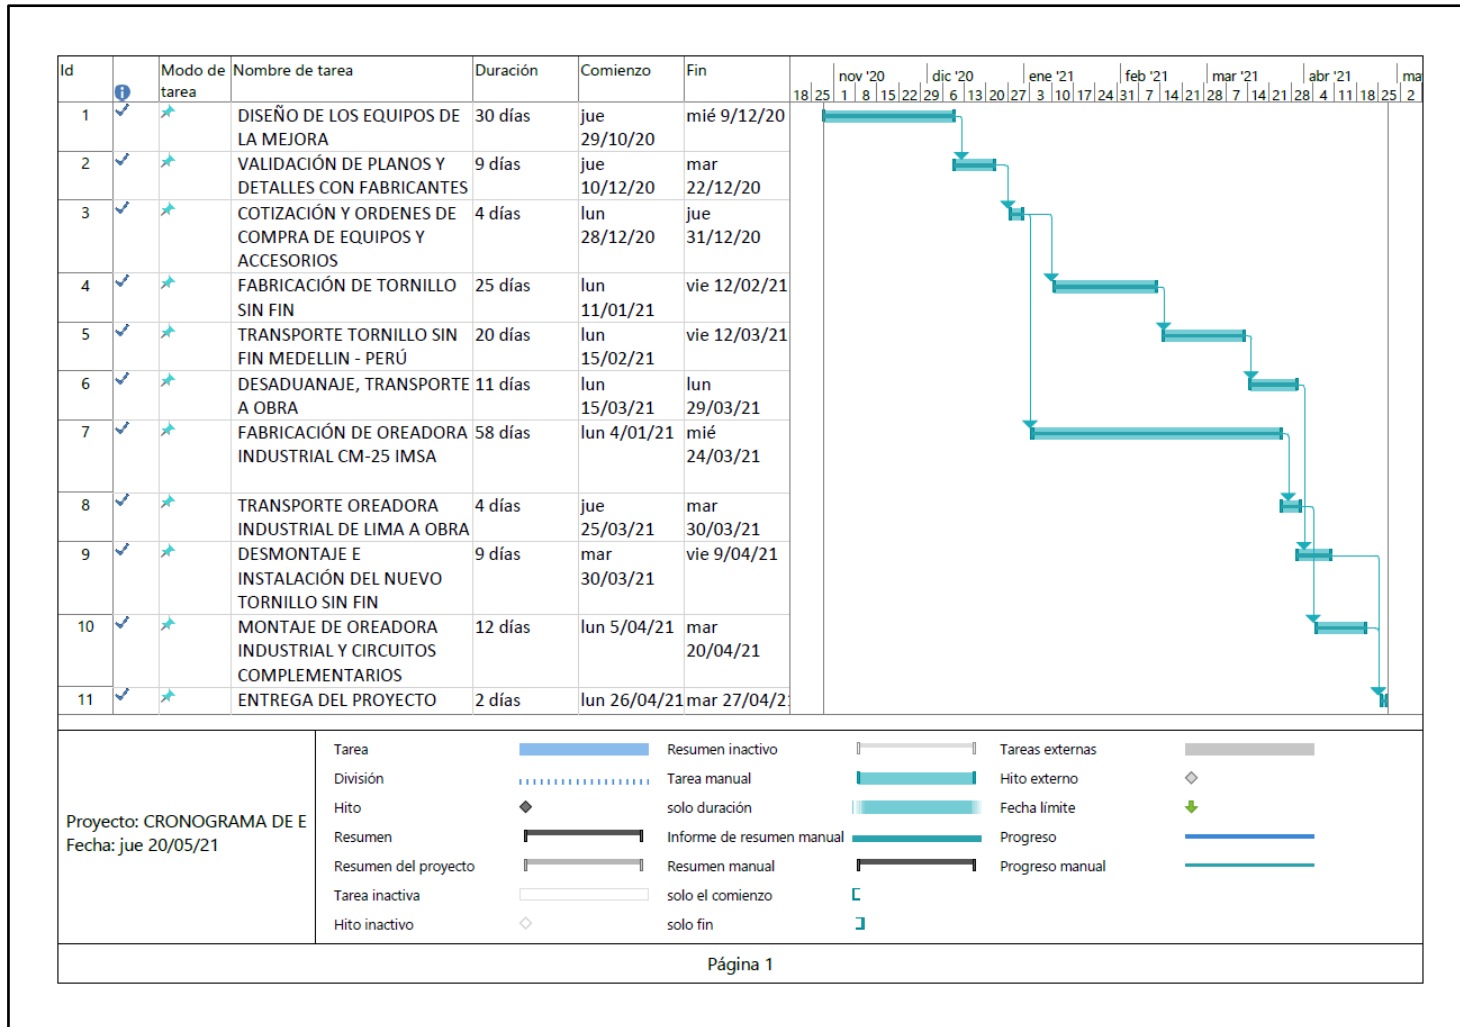 Id
Modo de tarea
Nombre de tarea
Duración
Comienzo
Fin
nov '20 dic '20 ene '21 feb '21 mar '21 abr '21 ma
18 25 1 8 15 22 29 6 13 20 27 3 10 17 24 31 7 14 21 28 7 14 21 28 4 11 18 25 2
1 DISEÑO DE LOS EQUIPOS DE 30 días jue mié 9/12/20
LA MEJORA 29/10/20
2 VALIDACIÓN DE PLANOS Y 9 días jue mar
DETALLES CON FABRICANTES 10/12/20 22/12/20
3 COTIZACIÓN Y ORDENES DE 4 días lun jue
COMPRA DE EQUIPOS Y 28/12/20 31/12/20
ACCESORIOS
4 FABRICACIÓN DE TORNILLO 25 días lun vie 12/02/21
SIN FIN 11/01/21
5 TRANSPORTE TORNILLO SIN 20 días lun vie 12/03/21
FIN MEDELLIN - PERÚ 15/02/21
6 DESADUANAJE, TRANSPORTE 11 días lun lun
A OBRA 15/03/21 29/03/21
7 FABRICACIÓN DE OREADORA 58 días lun 4/01/21 mié
INDUSTRIAL CM-25 IMSA 24/03/21
8 TRANSPORTE OREADORA 4 días jue mar
INDUSTRIAL DE LIMA A OBRA 25/03/21 30/03/21
9 DESMONTAJE E 9 días mar vie 9/04/21
INSTALACIÓN DEL NUEVO 30/03/21
TORNILLO SIN FIN
10 MONTAJE DE OREADORA 12 días lun 5/04/21 mar
INDUSTRIAL Y CIRCUITOS 20/04/21
COMPLEMENTARIOS
11 ENTREGA DEL PROYECTO 2 días lun 26/04/21 mar 27/04/2
Proyecto: CRONOGRAMA DE E
Fecha: jue 20/05/21
Tarea
División
Hito
Resumen
Resumen del proyecto
Tarea inactiva
Hito inactivo
Resumen inactivo
Tarea manual
solo duración
Informe de resumen manual
Resumen manual
solo el comienzo
solo fin
Tareas externas
Hito externo
Fecha límite
Progreso
Progreso manual
Página 1